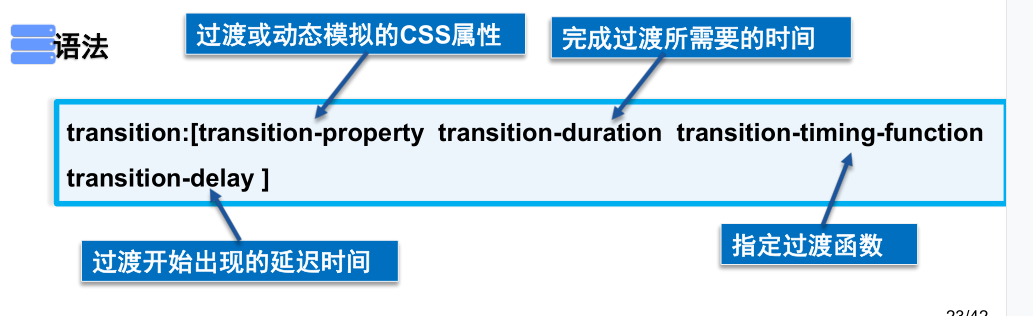 语法
过渡或动态模拟的CSS属性
完成过渡所需要的时间
transition:[transition-property transition-duration transition-timing-function
transition-delay ]
过渡开始出现的延迟时间
指定过渡函数
23/42